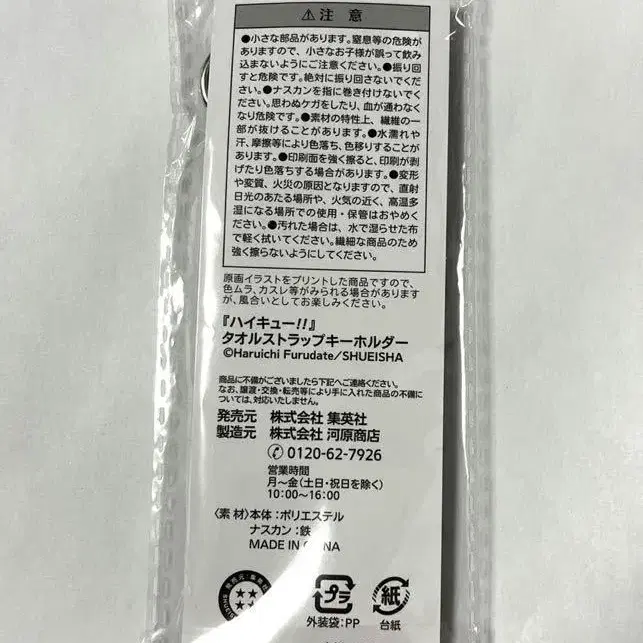 ⚠注意
●小さな部品があります。窒息等の危険が
ありますので、小さなお子様が誤って飲み
込まないようにご注意ください。●振り回
すと危険です。絶対に振り回さないでくだ
さい。●ナスカンを指に巻き付けないでく
ださい。思わぬケガをしたり、血が通わなく
なり危険です。●素材の特性上、繊維の一
部が抜けることがあります。●水濡れや
汗、摩擦等により色落ち、色移りすることが
あります。●印刷面を強く擦ると、印刷が剥
げたり色落ちする場合があります。●変形
や変質、火災の原因となりますので、直射
日光のあたる場所や、火気の近く、高温多
湿になる場所での使用・保管はおやめく
ださい。●汚れた場合は、水で湿らせた布
で軽く拭いてください。繊細な商品のため
強く擦らないようにしてください。
原画イラストをプリントした商品ですので、
色ムラ、カスレ等がみられる場合があります
が、風合いとしてお楽しみください。
『ハイキュー!!』
タオルストラップキーホルダー
©Haruichi Furudate/SHUEISHA
商品に不備がございましたら下記へご連絡ください。
なお、譲渡・交換・転売等により手に入れた商品の不備に
ついては、対応いたしません。
発売元 株式会社 集英社
製造元 株式会社 河原商店
0120-62-7926
営業時間
月〜金(土日・祝日を除く)
10:00〜16:00
〈素材〉本体:ポリエステル
ナスカン:鉄
MADE IN CHINA
プラ
外装袋:PP
紙
台紙